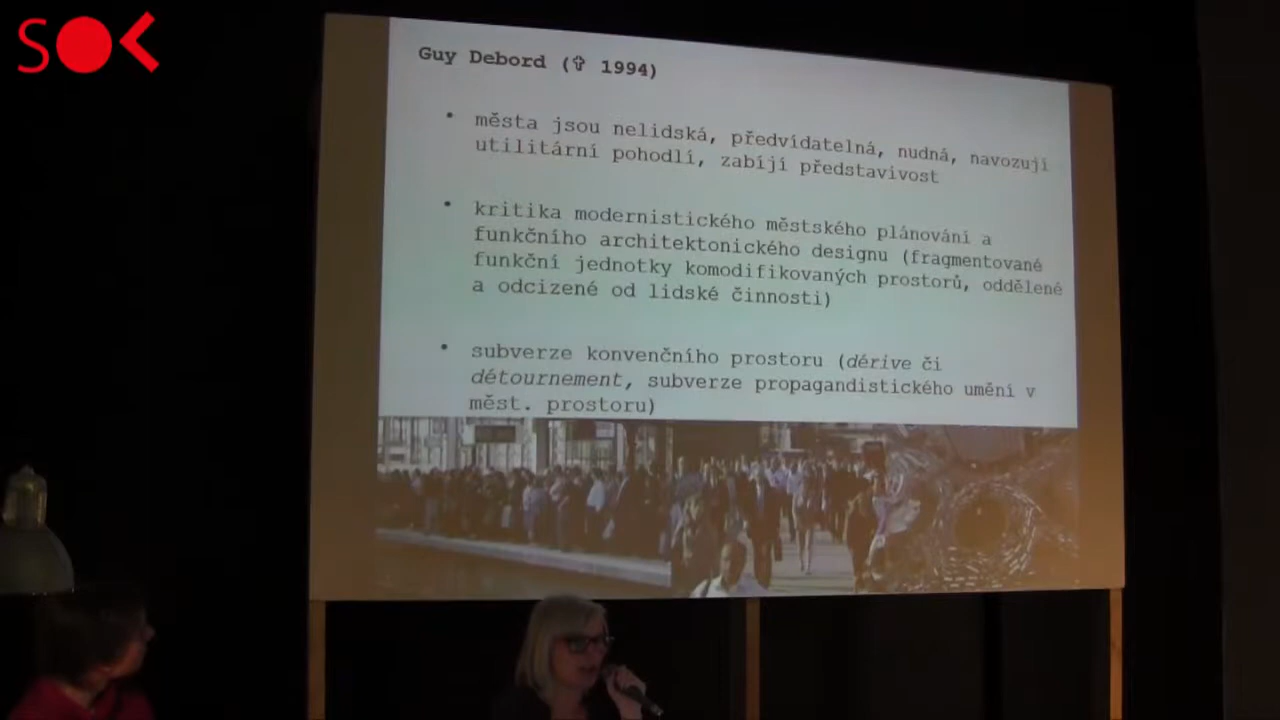 SOK
Guy Debord (✞ 1994)
• města jsou nelidská, předvídatelná, nudná, navozují
utilitární pohodlí, zabíjí představivost
• kritika modernistického městského plánování a
funkčního architektonického designu (fragmentované
funkční jednotky komodifikovaných prostorů, oddělené
a odcizené od lidské činnosti)
• subverze konvenčního prostoru (dérive či
détournement, subverze propagandistického umění v
měst. prostoru)